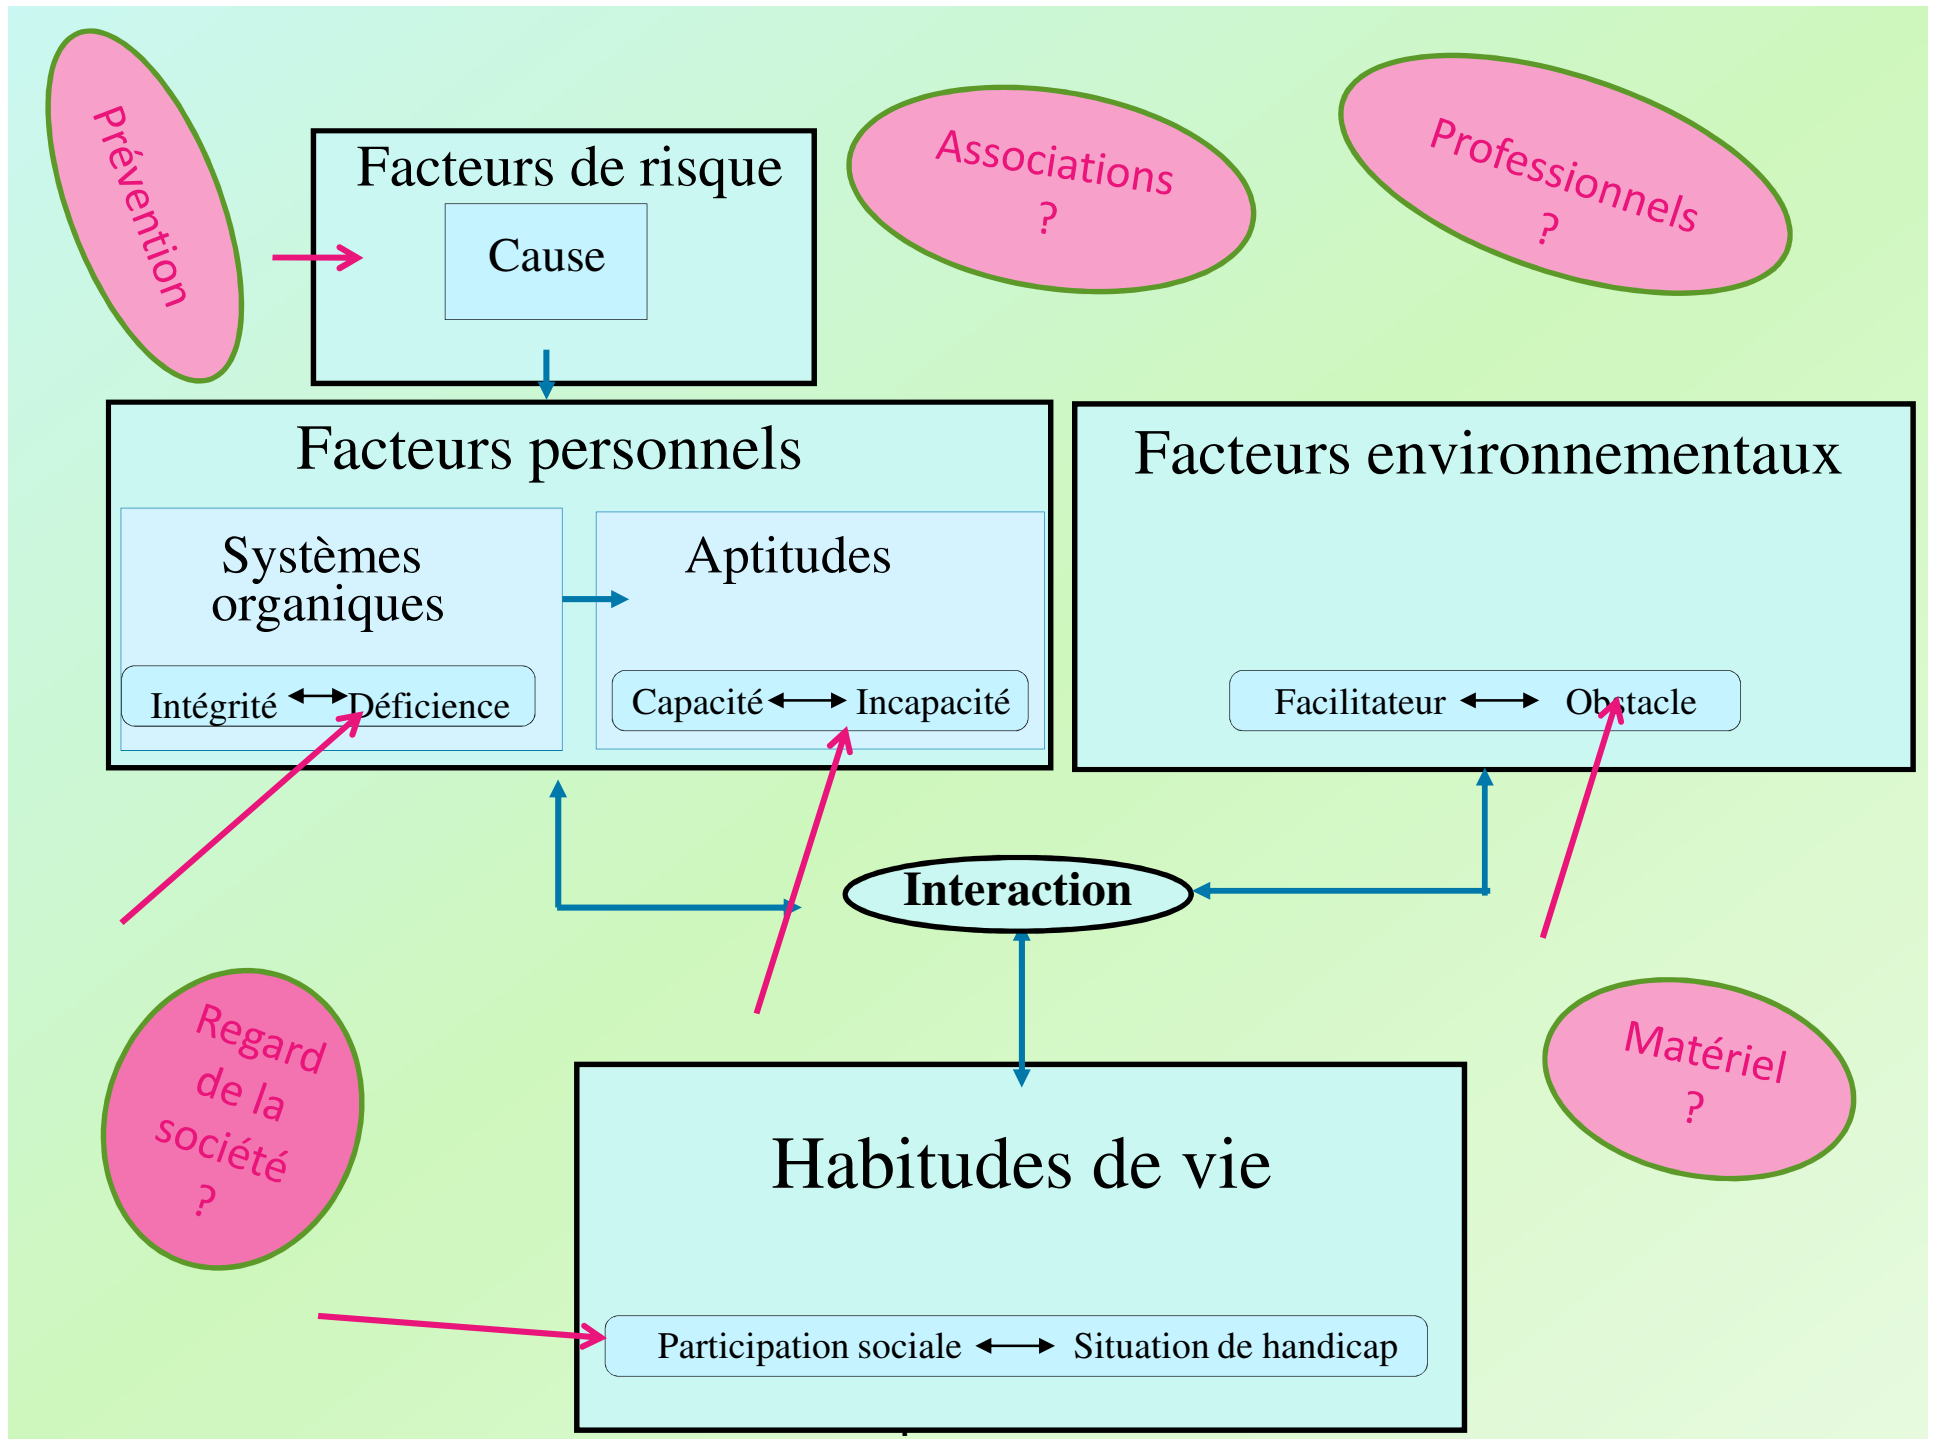 Prévention
Facteurs de risque
Cause
Associations
?
Professionnels
?
Facteurs personnels
Systèmes
organiques
Intégrité
Déficience
Aptitudes
Capacité
Incapacité
Facteurs environnementaux
Facilitateur
Obstacle
Interaction
Regard
de la
société
?
Matériel
?
Habitudes de vie
Participation sociale
Situation de handicap